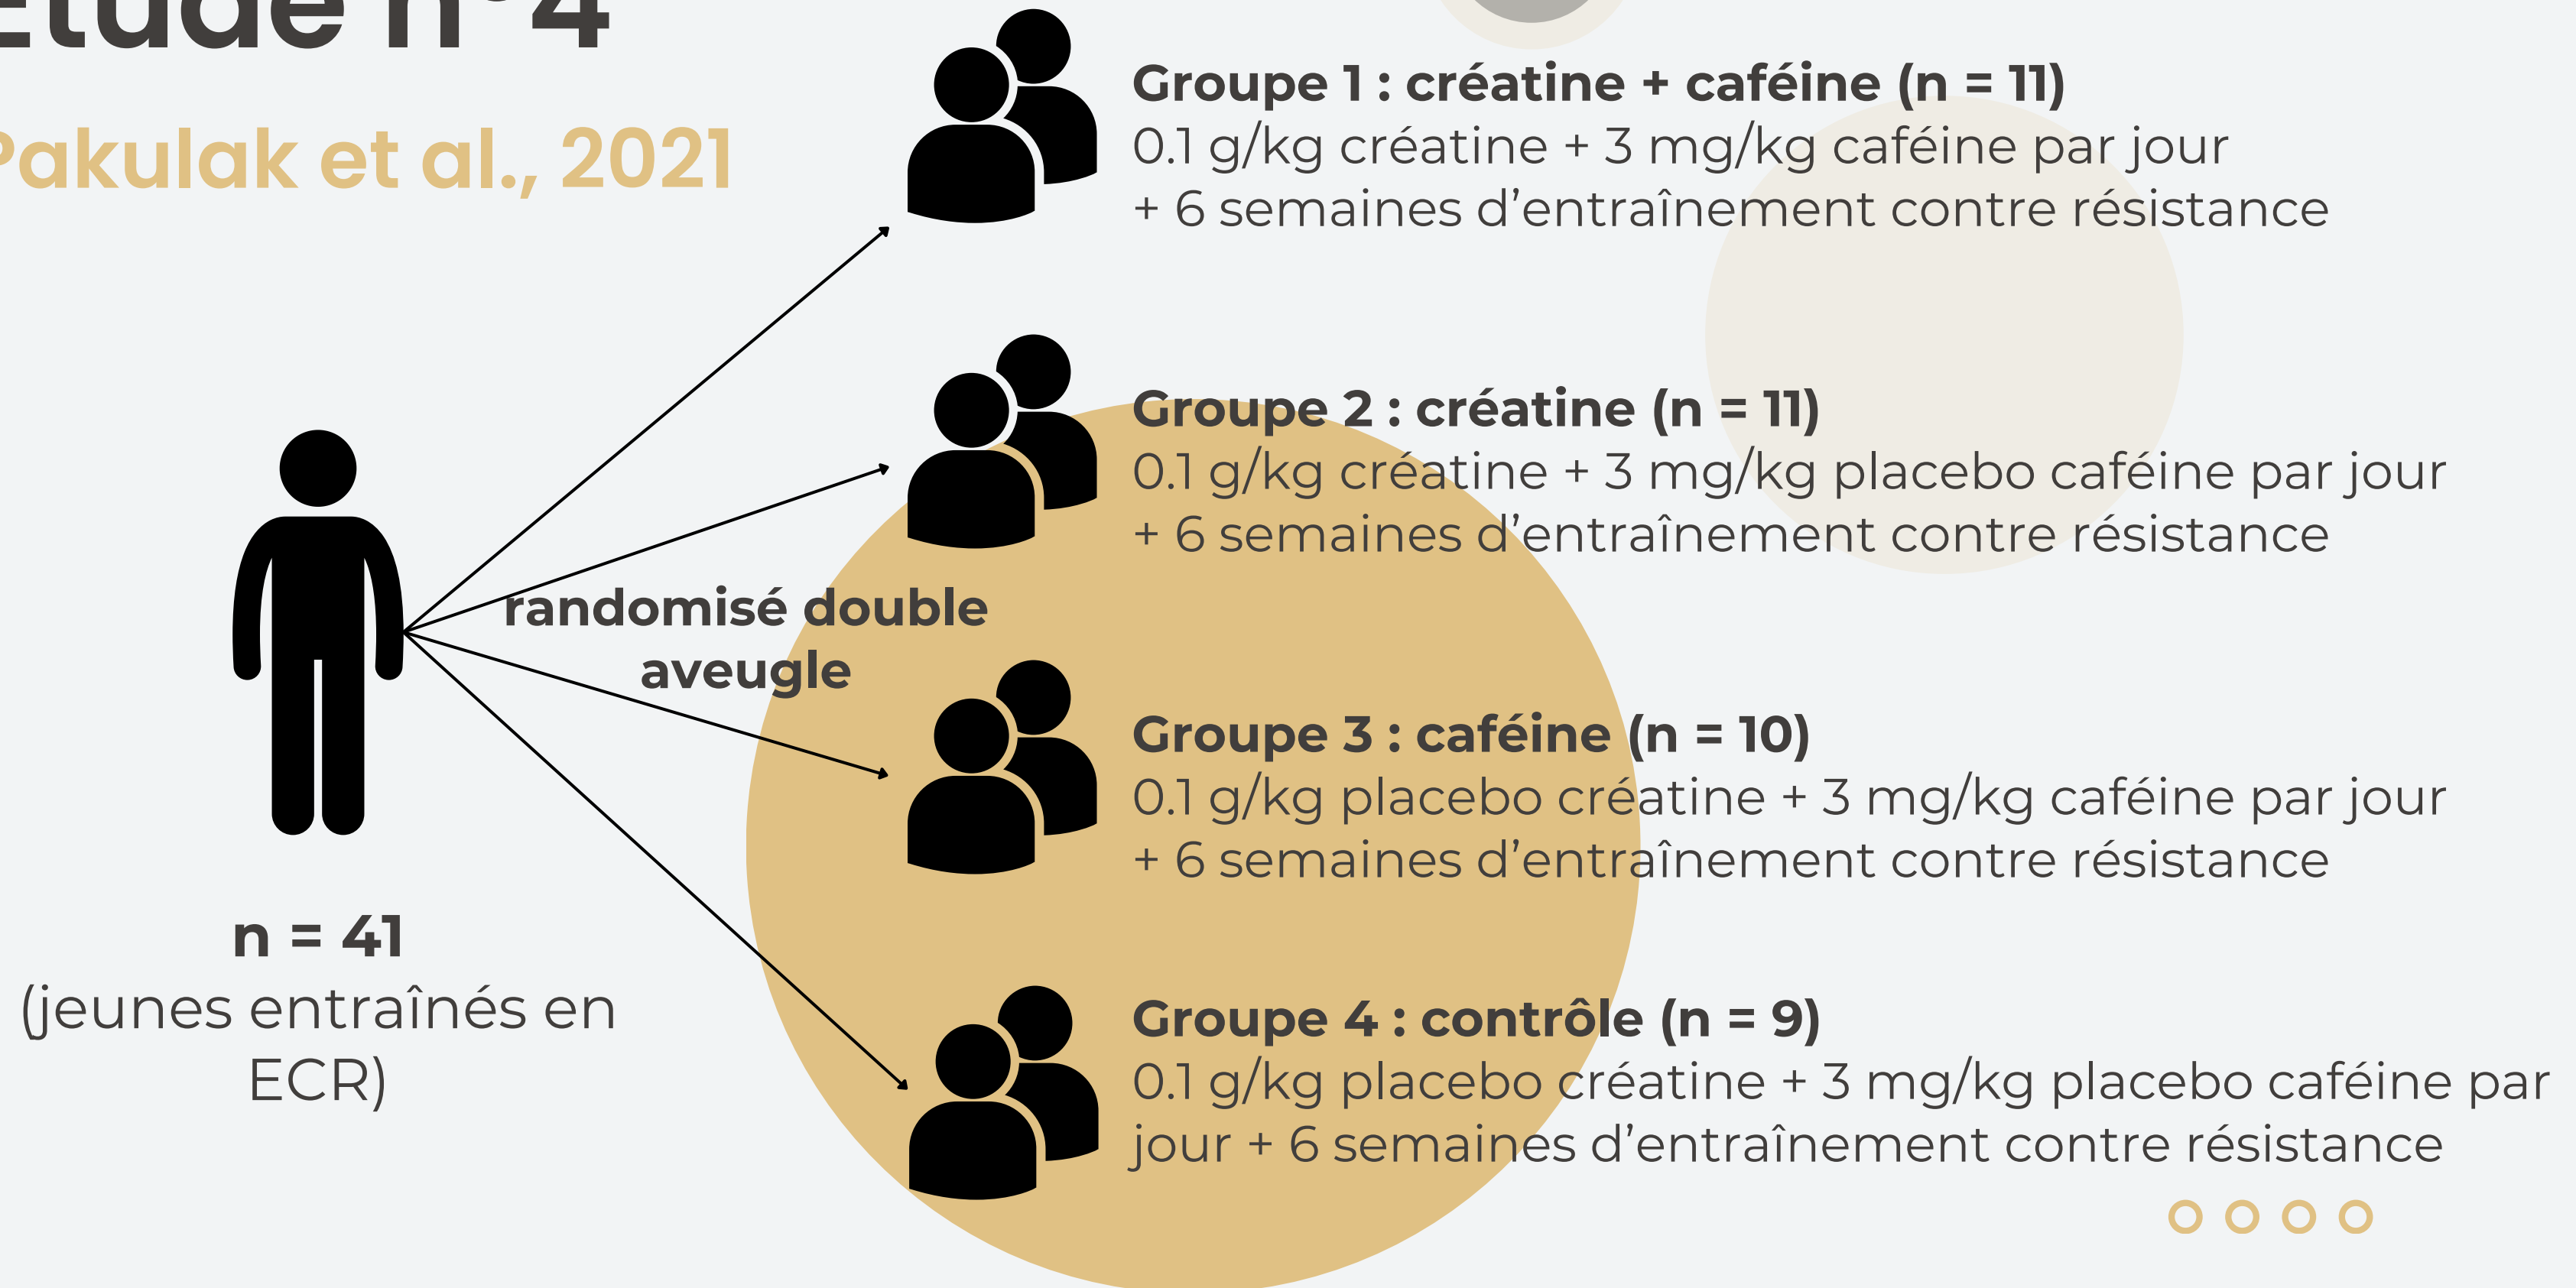 Étude n°4
Pakulak et al., 2021
Groupe 1 : créatine + caféine (n = 11)
0.1 g/kg créatine + 3 mg/kg caféine par jour
+ 6 semaines d’entraînement contre résistance
Groupe 2 : créatine (n = 11)
0.1 g/kg créatine + 3 mg/kg placebo caféine par jour
+ 6 semaines d’entraînement contre résistance
randomisé double
aveugle
Groupe 3 : caféine (n = 10)
0.1 g/kg placebo créatine + 3 mg/kg caféine par jour
+ 6 semaines d’entraînement contre résistance
n = 41
(jeunes entraînés en
ECR)
Groupe 4 : contrôle (n = 9)
0.1 g/kg placebo créatine + 3 mg/kg placebo caféine par
jour + 6 semaines d’entraînement contre résistance